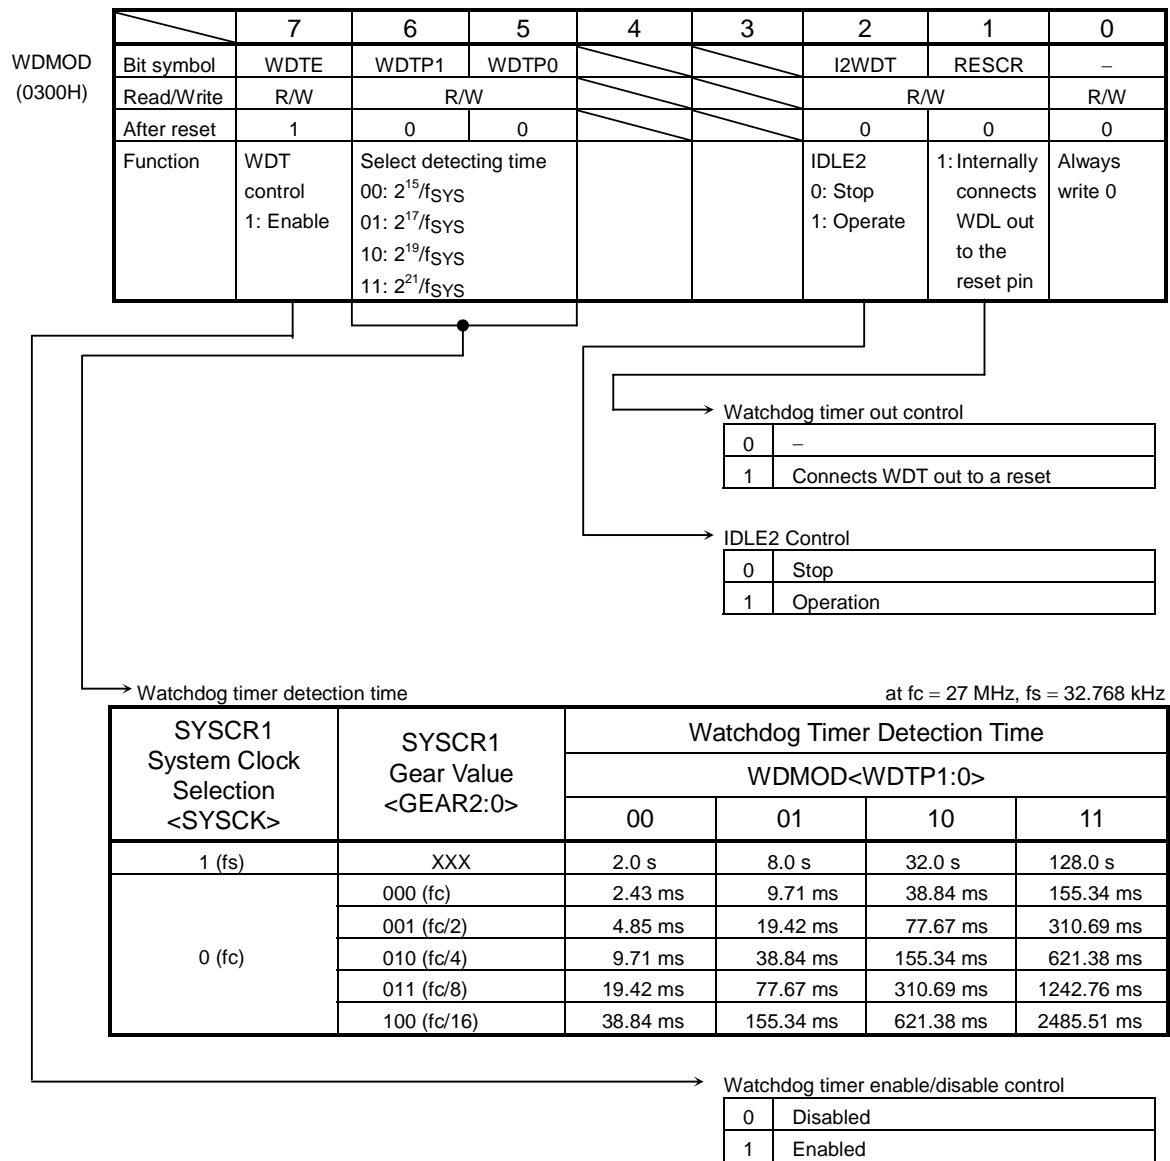 7 6 5 4 3 2 1 0
WDMOD
(0300H)
Bit symbol WDTE WDTP1 WDTP0 I2WDT RESCR −
Read/Write R/W R/W R/W R/W
After reset 1 0 0 0 0 0
Function WDT control 1: Enable
Select detecting time
00: 2^15/fSYS
01: 2^17/fSYS
10: 2^19/fSYS
11: 2^21/fSYS
IDLE2
0: Stop
1: Operate
1: Internally
connects
WDL out
to the
reset pin
Always
write 0
Watchdog timer out control
0 −
1 Connects WDT out to a reset
IDLE2 Control
0 Stop
1 Operation
Watchdog timer detection time at fc = 27 MHz, fs = 32.768 kHz
SYSCR1
System Clock
Selection
<SYSCK>
SYSCR1
Gear Value
<GEAR2:0>
Watchdog Timer Detection Time
WDMOD<WDTP1:0>
00 01 10 11
1 (fs) XXX 2.0 s 8.0 s 32.0 s 128.0 s
0 (fc)
000 (fc) 2.43 ms 9.71 ms 38.84 ms 155.34 ms
001 (fc/2) 4.85 ms 19.42 ms 77.67 ms 310.69 ms
010 (fc/4) 9.71 ms 38.84 ms 155.34 ms 621.38 ms
011 (fc/8) 19.42 ms 77.67 ms 310.69 ms 1242.76 ms
100 (fc/16) 38.84 ms 155.34 ms 621.38 ms 2485.51 ms
Watchdog timer enable/disable control
0 Disabled
1 Enabled